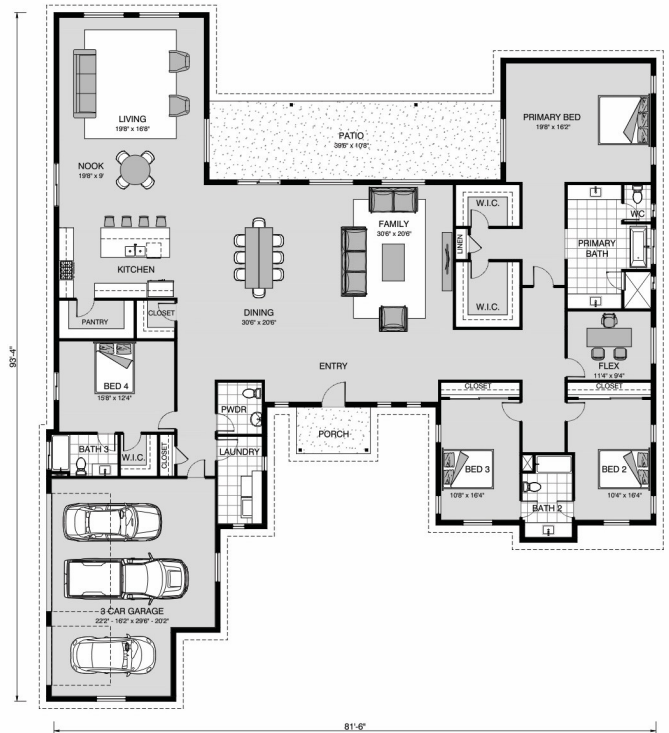 LIVING
19'8" x 16'8"
PRIMARY BED
19'8" x 16'2"
PATIO
39'6" x 10'8"
NOOK
19'8" x 9'
W.I.C.
WC
FAMILY
30'6" x 20'6"
LINEN
PRIMARY
BATH
KITCHEN
W.I.C.
PANTRY
CLOSET
DINING
30'6" x 20'6"
ENTRY
FLEX
11'4" x 9'4"
93'-4"
BED 4
15'8" x 12'4"
CLOSET
CLOSET
PWDR
PORCH
BATH 3
W.I.C.
CLOSET
LAUNDRY
BED 3
10'8" x 16'4"
BED 2
10'4" x 16'4"
BATH 2
3 CAR GARAGE
22'2" - 16'2" x 29'6" - 20'2"
81'-6"